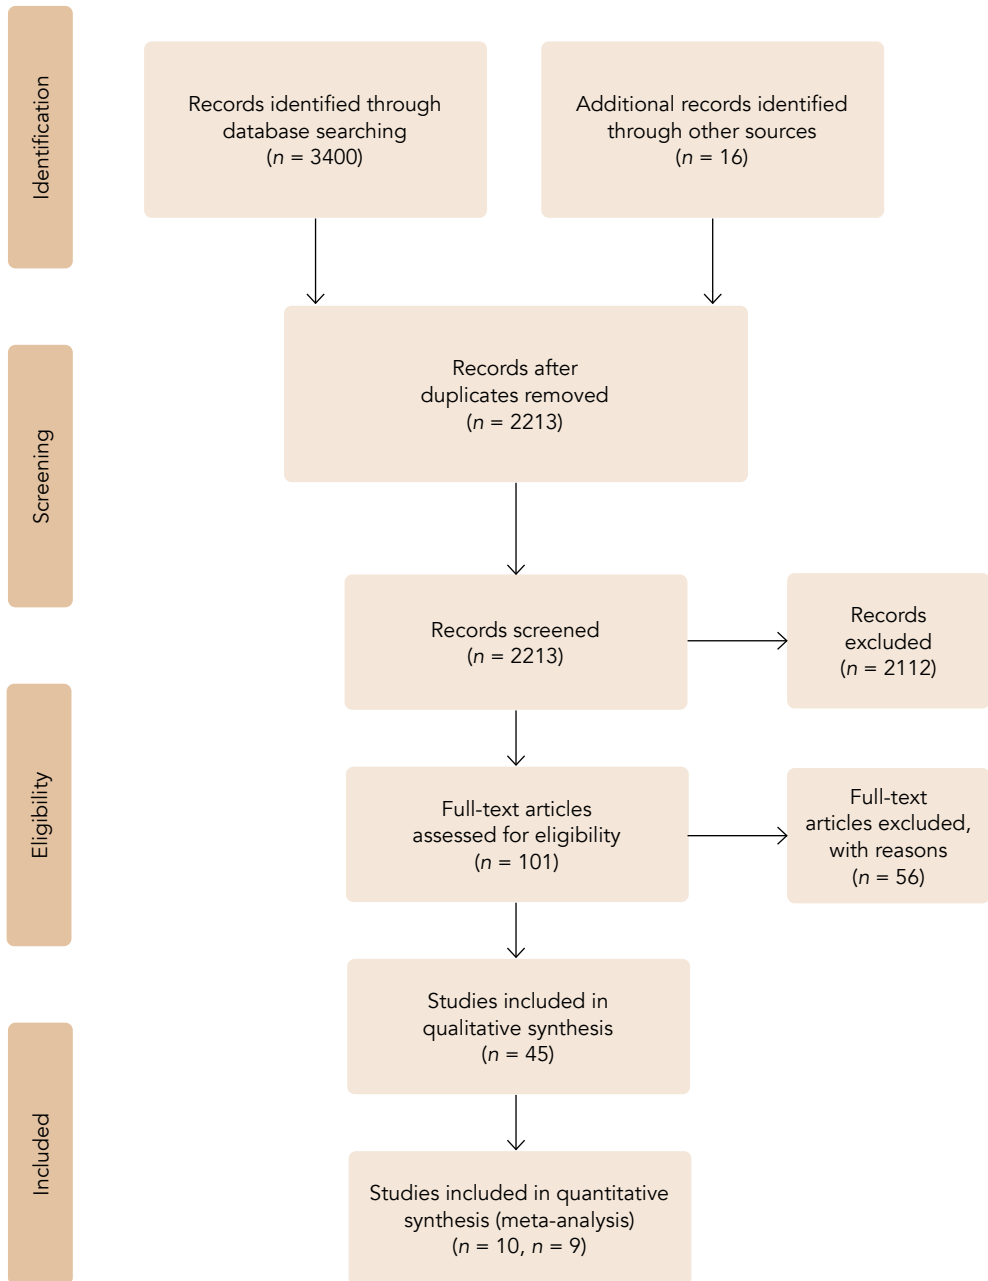 Identification
Records identified through
database searching
(n = 3400)
Additional records identified
through other sources
(n = 16)
Screening
Records after
duplicates removed
(n = 2213)
Records screened
(n = 2213)
Records
excluded
(n = 2112)
Eligibility
Full-text articles
assessed for eligibility
(n = 101)
Full-text
articles excluded,
with reasons
(n = 56)
Included
Studies included in
qualitative synthesis
(n = 45)
Studies included in quantitative
synthesis (meta-analysis)
(n = 10, n = 9)